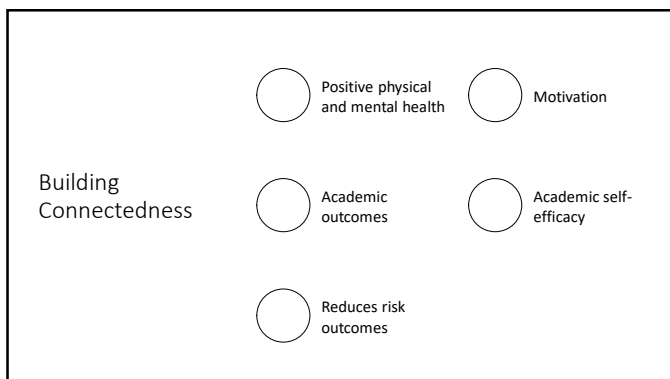 Building
Connectedness
Positive physical
and mental health
Motivation
Academic
outcomes
Academic self-
efficacy
Reduces risk
outcomes